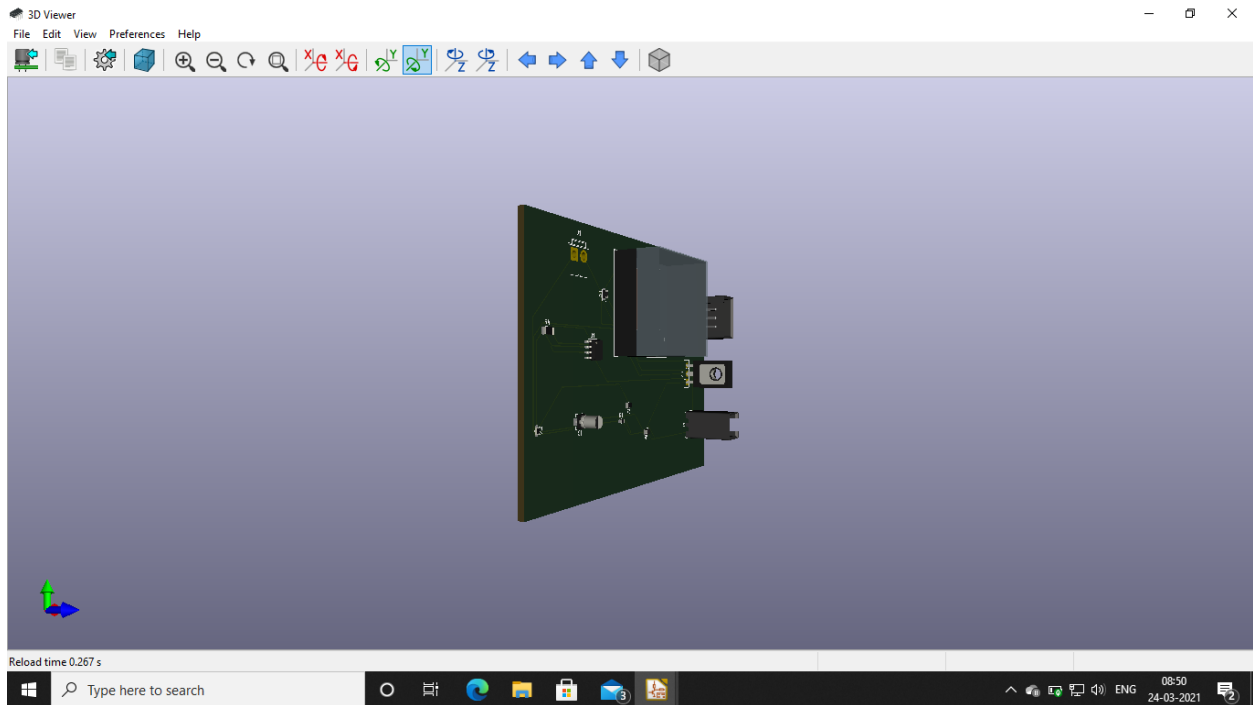 3D Viewer
File Edit View Preferences Help
X X Y Y Z Z
Reload time 0.267 s
Type here to search
3
ENG
08:50
24-03-2021
2